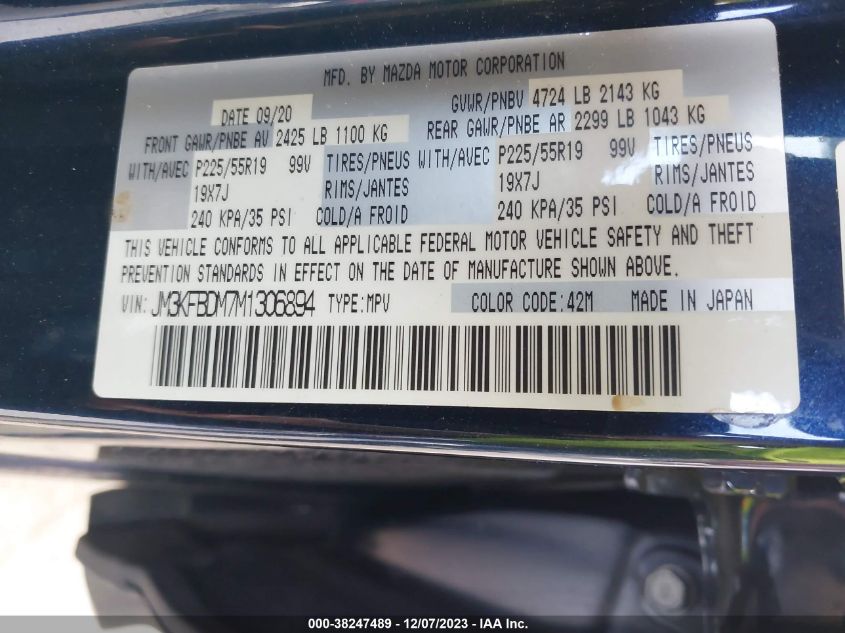 MFD. BY MAZDA MOTOR CORPORATION
DATE 09/20 GVWR/PNBV 4724 LB 2143 KG
FRONT GAWR/PNBE AV 2425 LB 1100 KG REAR GAWR/PNBE AR 2299 LB 1043 KG
WITH/AVEC P225/55R19 99V TIRES/PNEUS WITH/AVEC P225/55R19 99V TIRES/PNEUS
19X7J RIMS/JANTES 19X7J RIMS/JANTES
240 KPA/35 PSI COLD/A FROID 240 KPA/35 PSI COLD/A FROID
THIS VEHICLE CONFORMS TO ALL APPLICABLE FEDERAL MOTOR VEHICLE SAFETY AND THEFT
PREVENTION STANDARDS IN EFFECT ON THE DATE OF MANUFACTURE SHOWN ABOVE.
VIN: JM3KFBDM7M1306894 TYPE:MPV COLOR CODE:42M MADE IN JAPAN
000-38247489 - 12/07/2023 - IAA Inc.